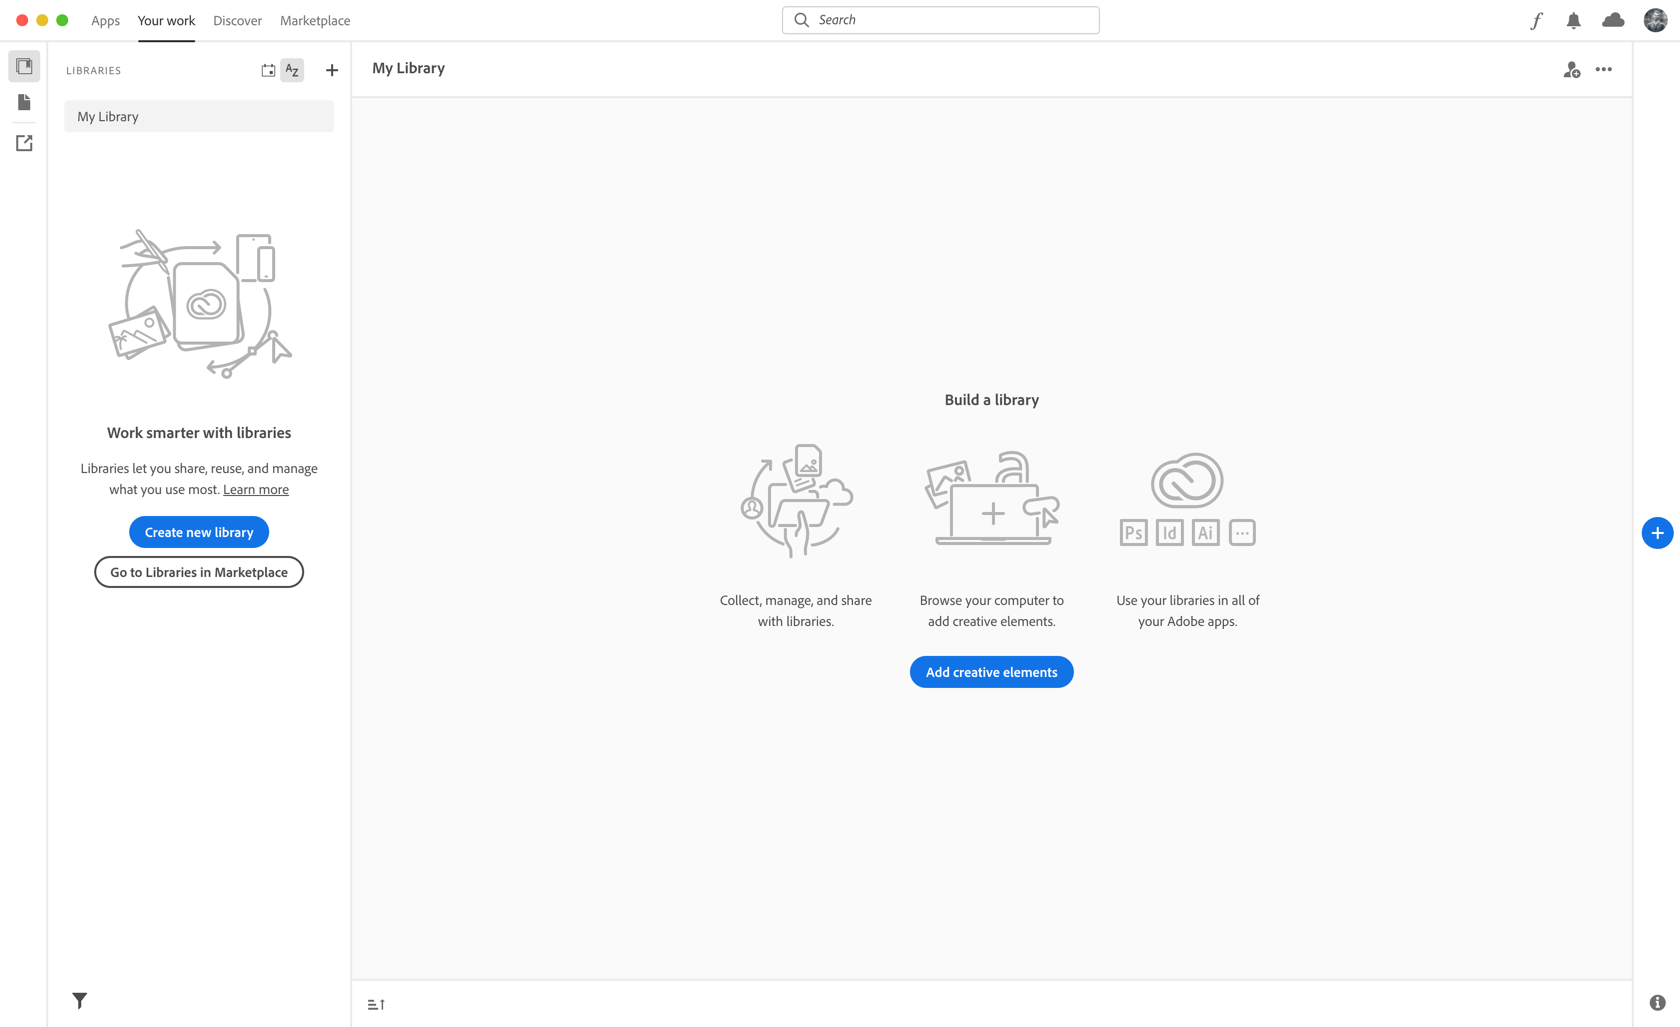 Apps Your work Discover Marketplace
Search
LIBRARIES
AZ
My Library
My Library
Work smarter with libraries
Libraries let you share, reuse, and manage
what you use most. Learn more
Create new library
Go to Libraries in Marketplace
Build a library
Ps Id Ai ...
Collect, manage, and share
with libraries.
Browse your computer to
add creative elements.
Use your libraries in all of
your Adobe apps.
Add creative elements